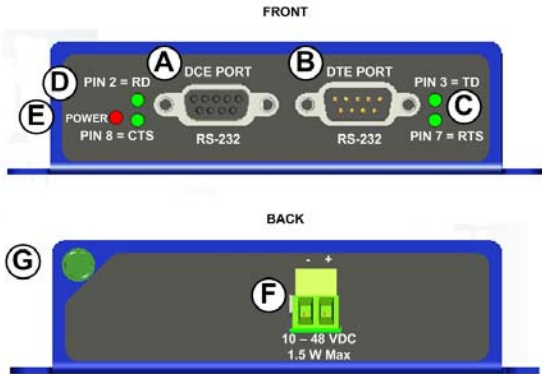 FRONT
A
B
DCE PORT
DTE PORT
D
PIN 2 = RD
PIN 3 = TD
C
E
POWER
PIN 8 = CTS
RS-232
RS-232
PIN 7 = RTS
BACK
G
- +
F
10 – 48 VDC
1.5 W Max